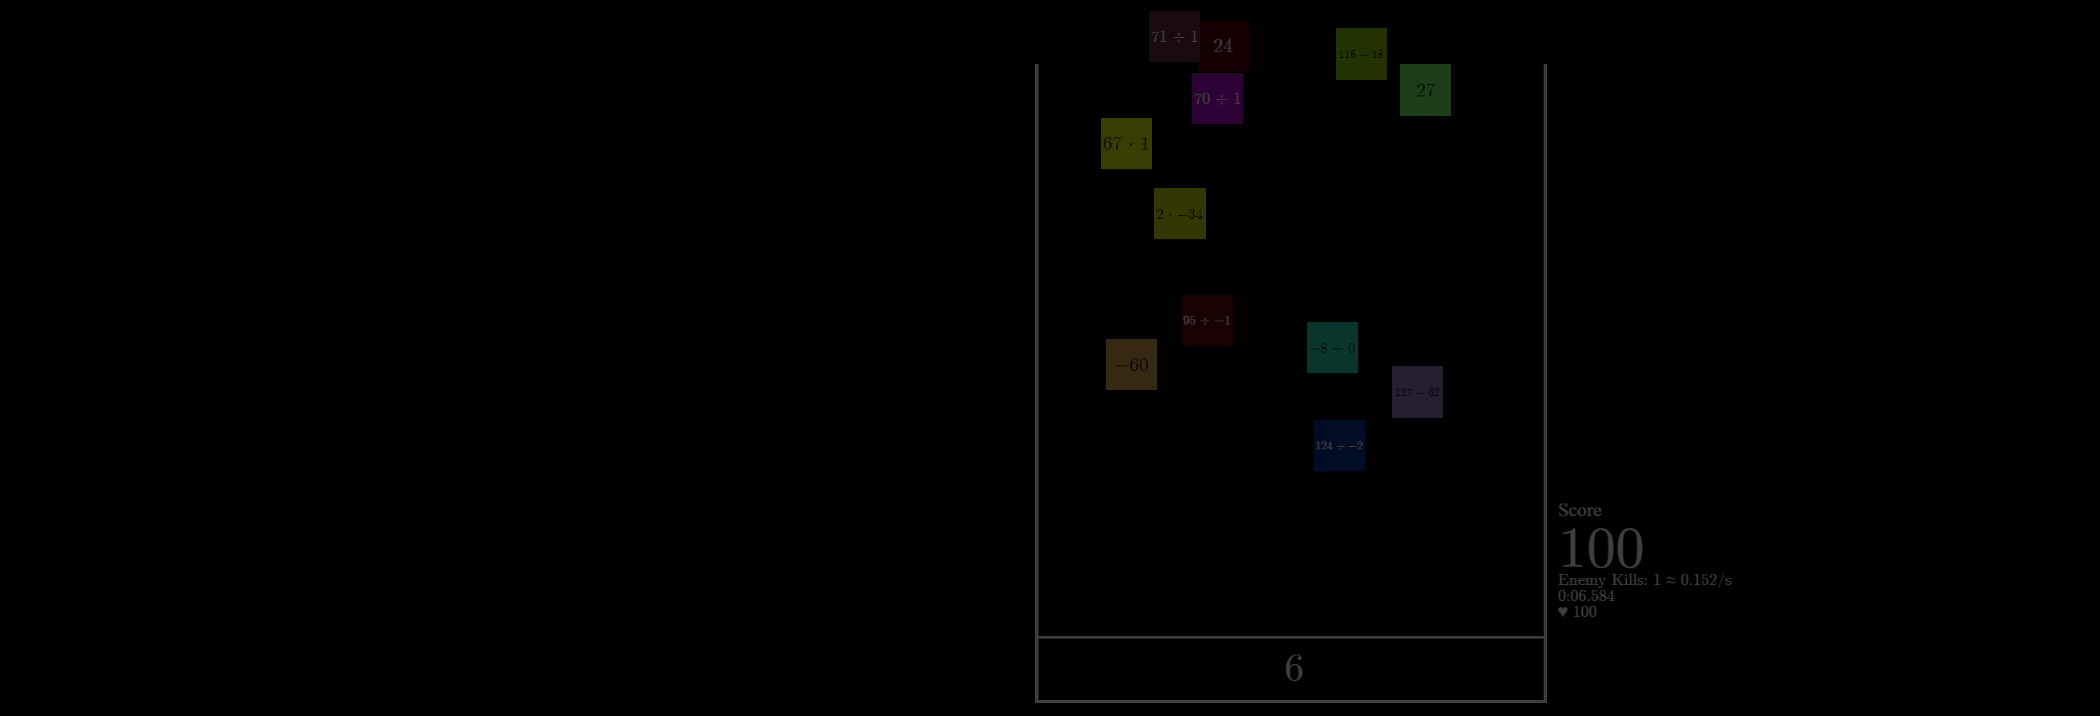 71 ÷ 1
24
116 − 18
27
70 ÷ 1
67 · 1
2 · −34
95 ÷ −1
−8 + 0
−60
127 − 62
124 ÷ −2
Score
100
Enemy Kills: 1 ≈ 0.152/s
0:06.584
♥ 100
6